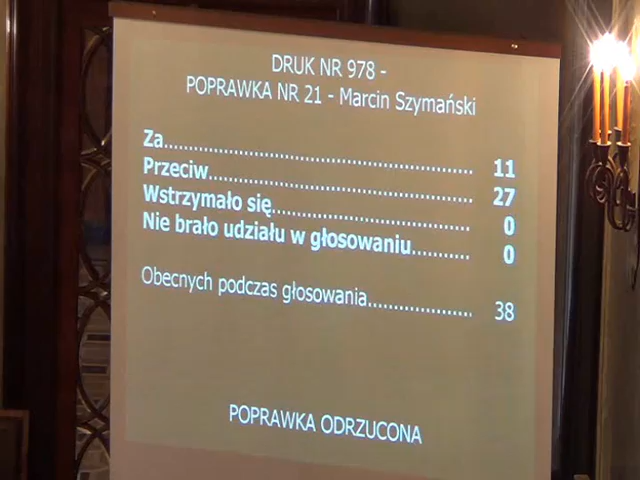 DRUK NR 978 -
POPRAWKA NR 21 - Marcin Szymański
Za.................................................... 11
Przeciw............................................. 27
Wstrzymało się................................. 0
Nie brało udziału w głosowaniu.......... 0
Obecnych podczas głosowania.................. 38
POPRAWKA ODRZUCONA